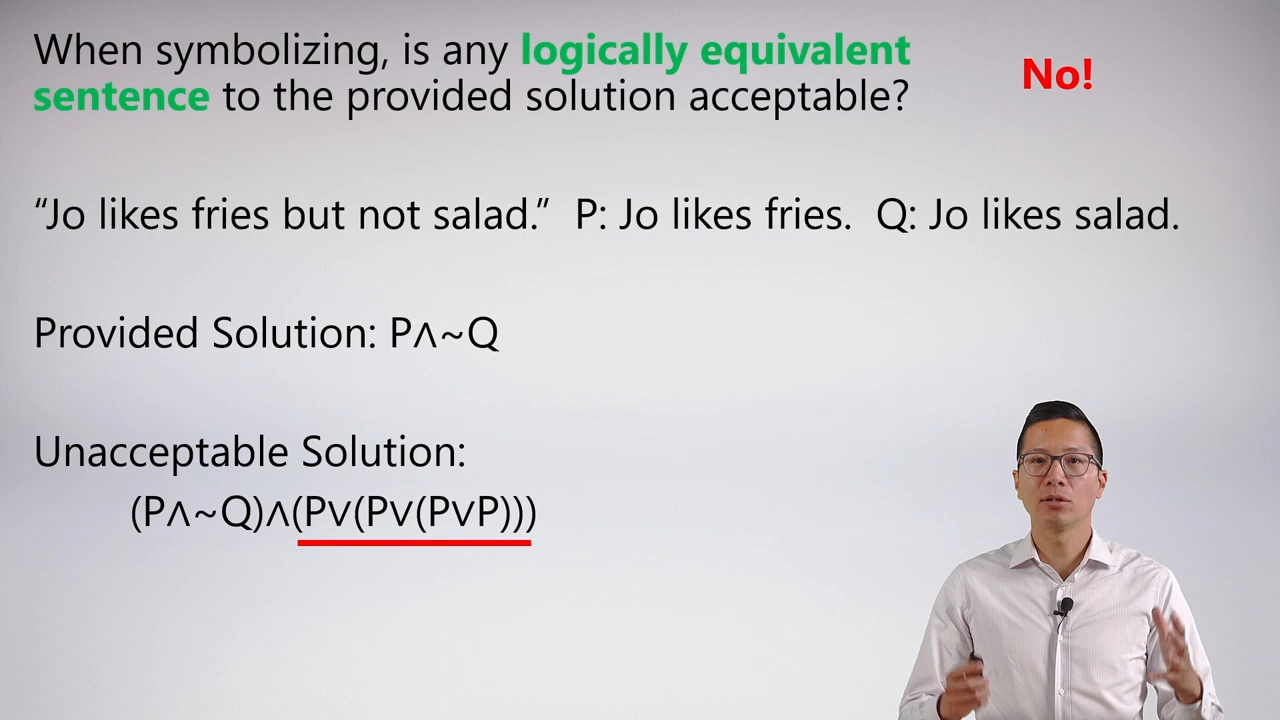 When symbolizing, is any logically equivalent
sentence to the provided solution acceptable?
No!
“Jo likes fries but not salad.” P: Jo likes fries. Q: Jo likes salad.
Provided Solution: P∧~Q
Unacceptable Solution:
(P∧~Q)∧(P∨(P∨(P∨P)))